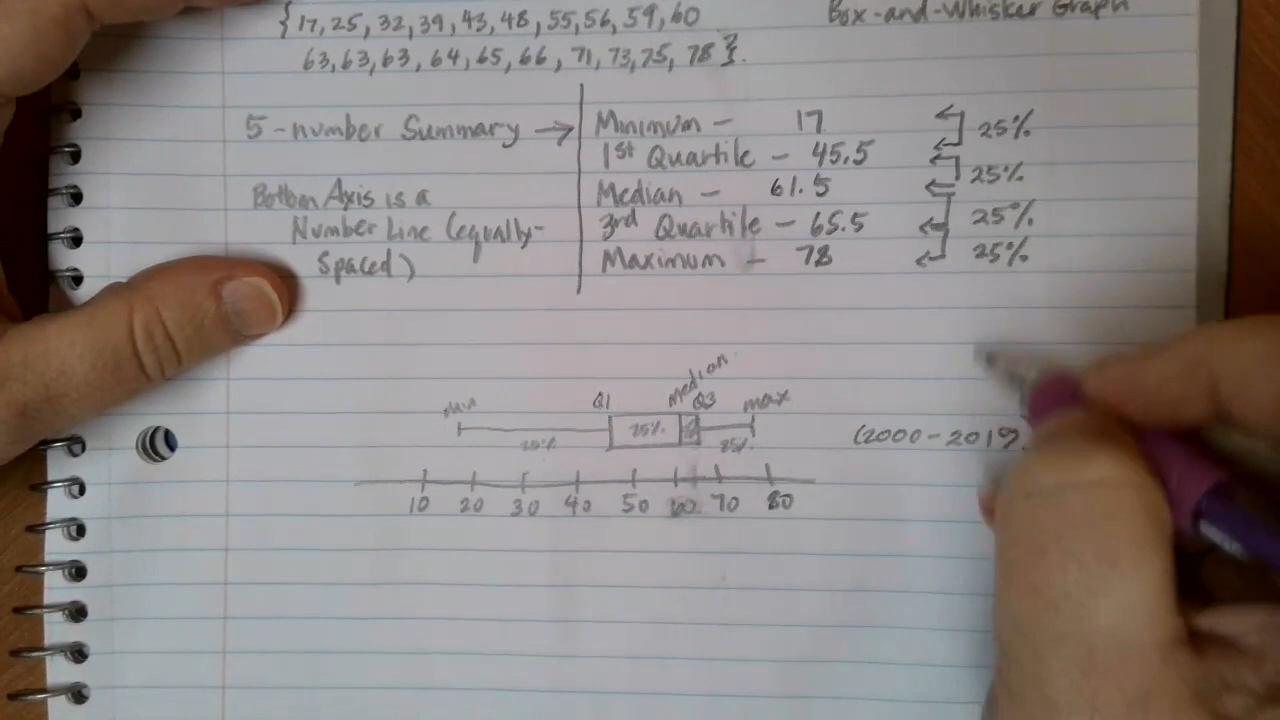 {17, 25, 32, 39, 43, 48, 55, 56, 59, 60
63, 63, 63, 64, 65, 66, 71, 73, 75, 78}.
Box-and-Whisker Graph
5-number Summary →
Minimum - 17
1st Quartile - 45.5
Median - 61.5
3rd Quartile - 65.5
Maximum - 78
25%
25%
25%
25%
Bottom Axis is a
Number Line (equally-
Spaced)
Min
Q1
Median
Q3
max
25%
25%
25%
(2000-2019)
10 20 30 40 50 60 70 80